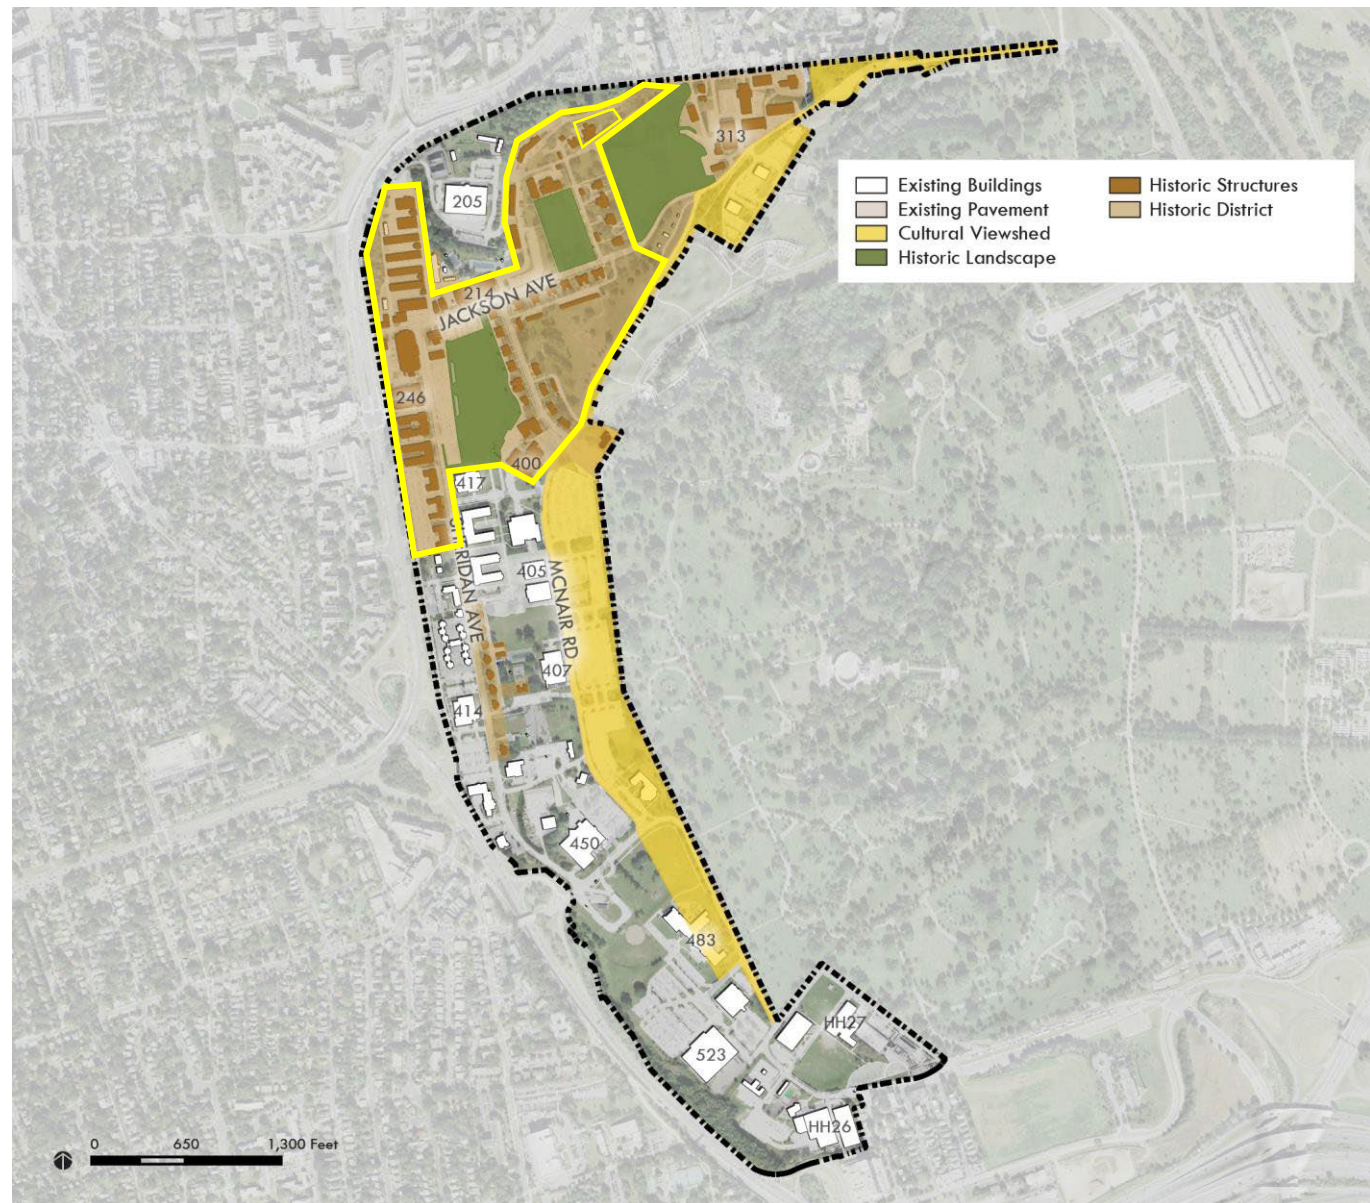 313
205
Existing Buildings
Historic Structures
Existing Pavement
Historic District
Cultural Viewshed
Historic Landscape
214
JACKSON AVE
246
400
417
405
MCNAIR RD
RIDAN AVE
407
414
450
483
HH27
523
HH26
0 650 1,300 Feet